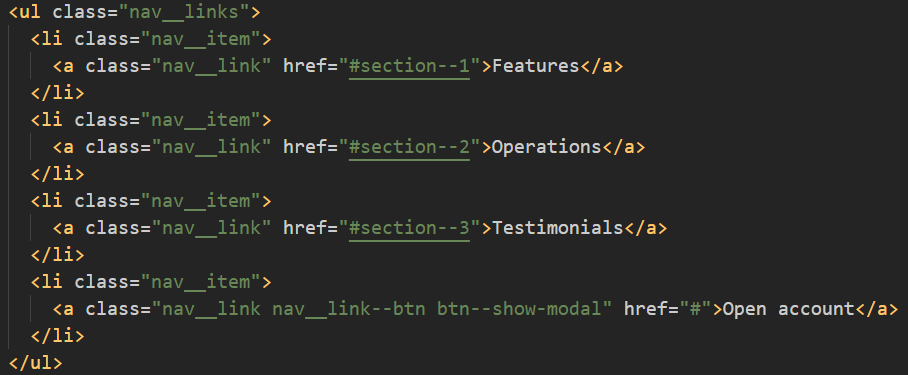 <ul class="nav__links">
<li class="nav__item">
<a class="nav__link" href="#section--1">Features</a>
</li>
<li class="nav__item">
<a class="nav__link" href="#section--2">Operations</a>
</li>
<li class="nav__item">
<a class="nav__link" href="#section--3">Testimonials</a>
</li>
<li class="nav__item">
<a class="nav__link nav__link--btn btn--show-modal" href="#">Open account</a>
</li>
</ul>